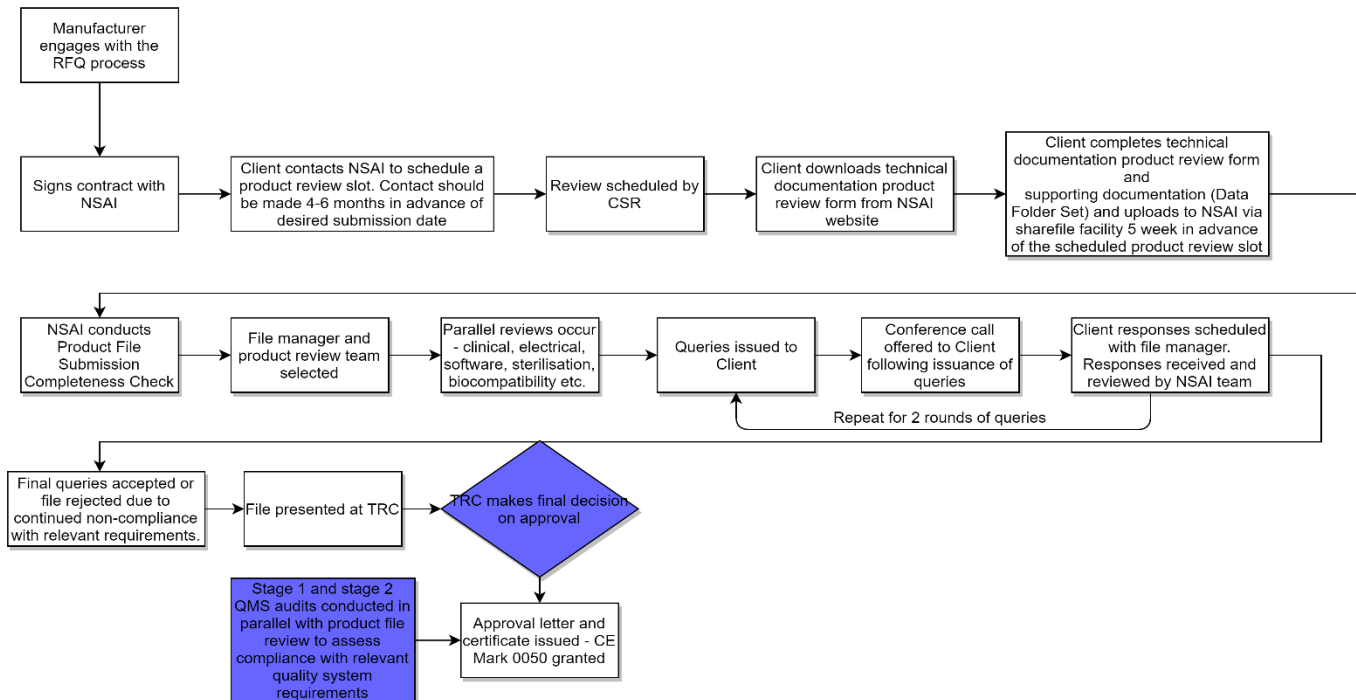 Manufacturer
engages with the
RFQ process
Signs contract with
NSAI
Client contacts NSAI to schedule a
product review slot. Contact should
be made 4-6 months in advance of
desired submission date
Review scheduled by
CSR
Client downloads technical
documentation product
review form from NSAI
website
Client completes technical
documentation product review form
and
supporting documentation (Data
Folder Set) and uploads to NSAI via
sharefile facility 5 week in advance
of the scheduled product review slot
NSAI conducts
Product File
Submission
Completeness Check
File manager and
product review team
selected
Parallel reviews occur
- clinical, electrical,
software, sterilisation,
biocompatibility etc.
Queries issued to
Client
Conference call
offered to Client
following issuance of
queries
Client responses scheduled
with file manager.
Responses received and
reviewed by NSAI team
Repeat for 2 rounds of queries
Final queries accepted or
file rejected due to
continued non-compliance
with relevant requirements.
File presented at TRC
TRC makes final decision
on approval
Stage 1 and stage 2
QMS audits conducted in
parallel with product file
review to assess
compliance with relevant
quality system
requirements
Approval letter and
certificate issued - CE
Mark 0050 granted